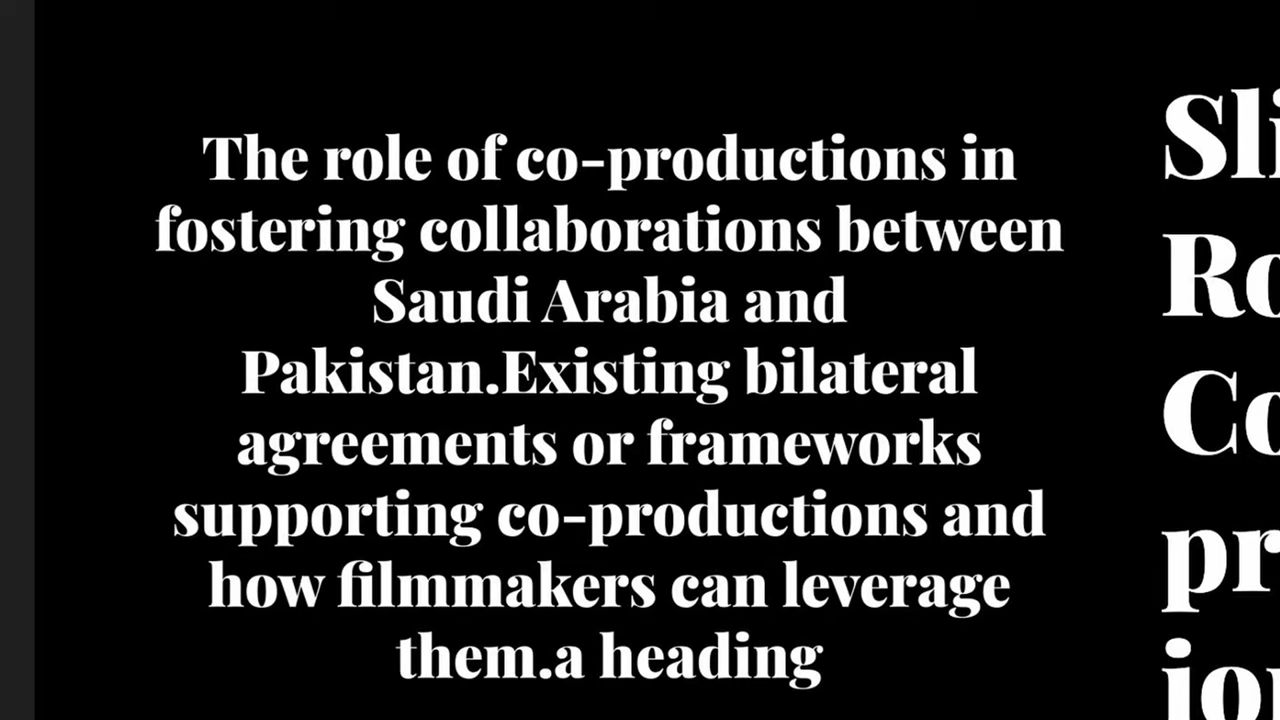 The role of co-productions in
fostering collaborations between
Saudi Arabia and
Pakistan.Existing bilateral
agreements or frameworks
supporting co-productions and
how filmmakers can leverage
them.a heading